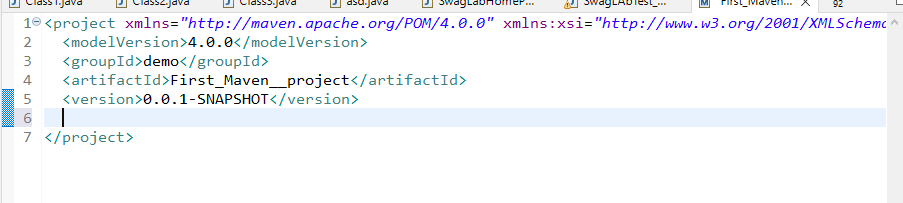 Class1.java Class2.java Class3.java asd.java SwagLabHomeP... SwagLAbTest_... First_Maven... 92
1 <project xmlns="http://maven.apache.org/POM/4.0.0" xmlns:xsi="http://www.w3.org/2001/XMLSchema
2 <modelVersion>4.0.0</modelVersion>
3 <groupId>demo</groupId>
4 <artifactId>First_Maven__project</artifactId>
5 <version>0.0.1-SNAPSHOT</version>
6
7 </project>